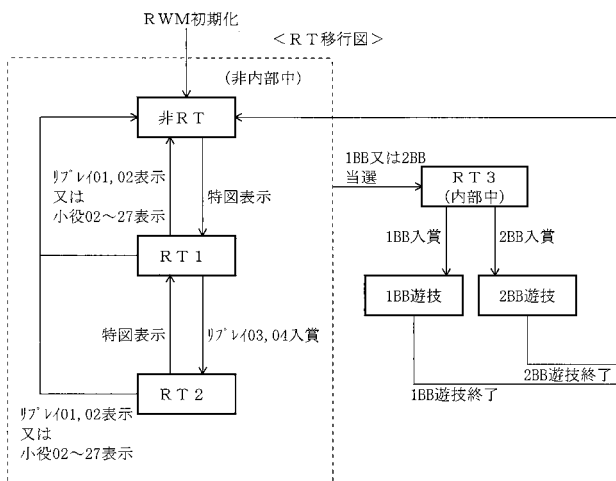 RWM初期化
＜RT移行図＞
(非内部中)
非RT
ﾘﾌﾟﾚｲ01,02表示
又は
小役02～27表示
特図表示
1BB又は2BB
当選
RT3
(内部中)
1BB入賞
2BB入賞
RT1
1BB遊技
2BB遊技
特図表示
ﾘﾌﾟﾚｲ03,04入賞
RT2
2BB遊技終了
1BB遊技終了
ﾘﾌﾟﾚｲ01,02表示
又は
小役02～27表示